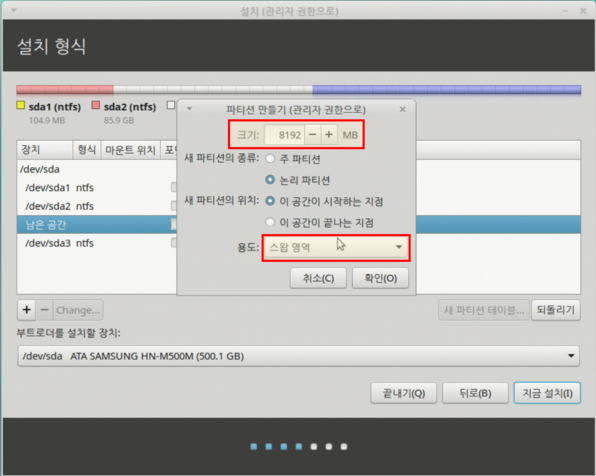 설치 (관리자 권한으로)
설치 형식
sda1 (ntfs) sda2 (ntfs)
104.9 MB 85.9 GB
파티션 만들기 (관리자 권한으로)
크기: 8192 − + MB
새 파티션의 종류: 주 파티션
논리 파티션
새 파티션의 위치: 이 공간이 시작하는 지점
이 공간이 끝나는 지점
용도: 스왑 영역
취소(C) 확인(O)
장치 형식 마운트 위치
/dev/sda
/dev/sda1 ntfs
/dev/sda2 ntfs
남은 공간
/dev/sda3 ntfs
+ − Change... 새 파티션 테이블... 되돌리기
부트로더를 설치할 장치:
/dev/sda ATA SAMSUNG HN-M500M (500.1 GB)
끝내기(Q) 뒤로(B) 지금 설치(I)